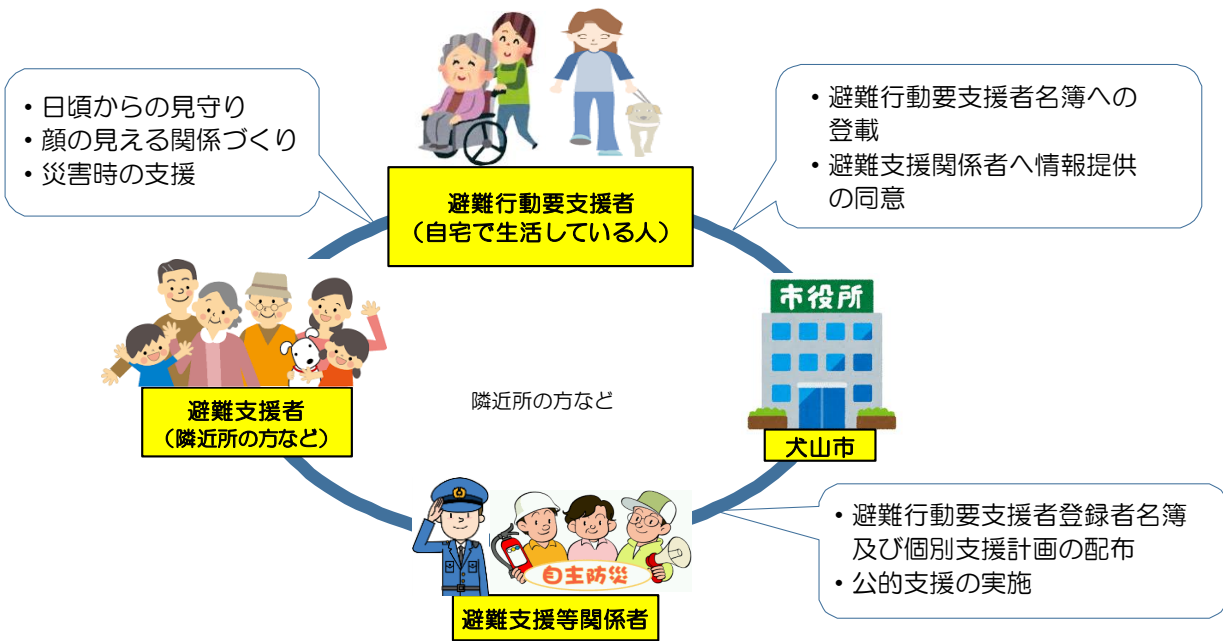 ・日頃からの見守り
・顔の見える関係づくり
・災害時の支援
・避難行動要支援者名簿への
登載
・避難支援関係者へ情報提供
の同意
避難行動要支援者
（自宅で生活している人）
市役所
避難支援者
（隣近所の方など）
隣近所の方など
犬山市
自主防災
避難支援等関係者
・避難行動要支援者登録者名簿
及び個別支援計画の配布
・公的支援の実施